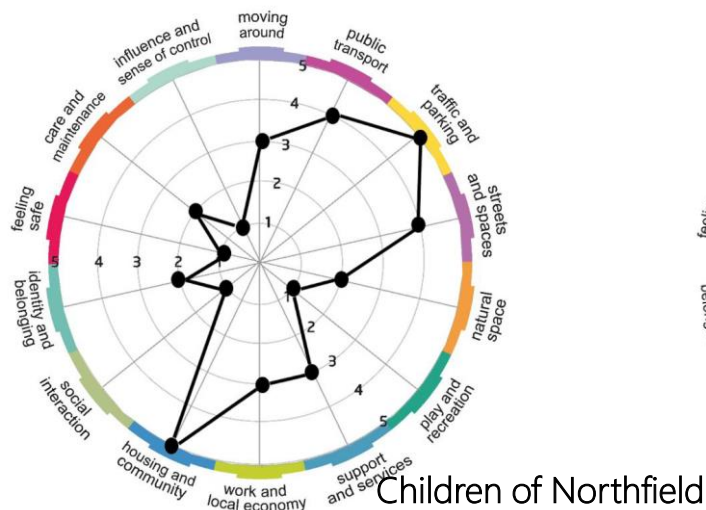 moving
around
public
transport
traffic and
parking
streets
and spaces
natural
space
play and
recreation
support
and services
work and
local economy
housing and
community
social
interaction
identity and
belonging
feeling
safe
care and
maintenance
influence and
sense of control
5
4
3
2
1
5
4
3
2
1
1
2
3
4
5
Children of Northfield